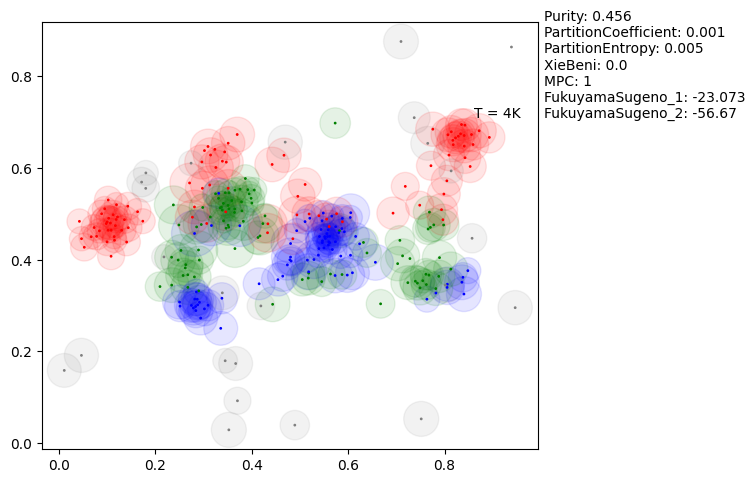 Purity: 0.456
PartitionCoefficient: 0.001
PartitionEntropy: 0.005
XieBeni: 0.0
MPC: 1
FukuyamaSugeno_1: -23.073
FukuyamaSugeno_2: -56.67
T = 4K
0.8
0.6
0.4
0.2
0.0
0.0 0.2 0.4 0.6 0.8